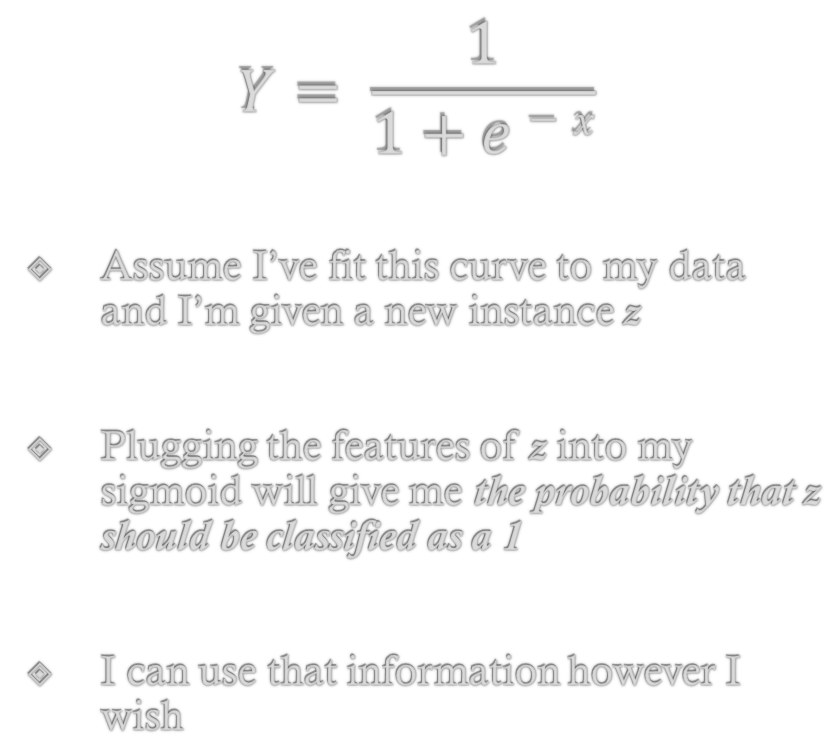 Y = 1 / (1 + e^{-x})
Assume I’ve fit this curve to my data
and I’m given a new instance z
Plugging the features of z into my
sigmoid will give me the probability that z
should be classified as a 1
I can use that information however I
wish